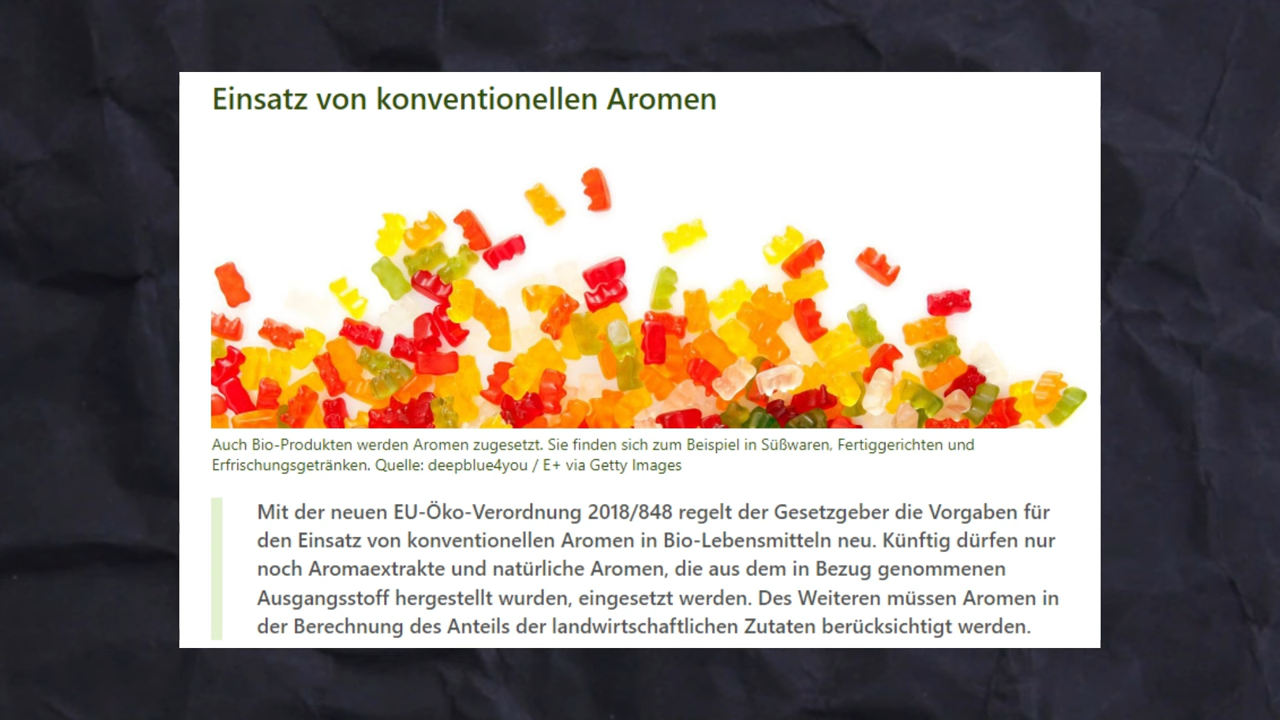 Einsatz von konventionellen Aromen
Auch Bio-Produkten werden Aromen zugesetzt. Sie finden sich zum Beispiel in Süßwaren, Fertiggerichten und
Erfrischungsgetränken. Quelle: deepblue4you / E+ via Getty Images
Mit der neuen EU-Öko-Verordnung 2018/848 regelt der Gesetzgeber die Vorgaben für
den Einsatz von konventionellen Aromen in Bio-Lebensmitteln neu. Künftig dürfen nur
noch Aromaextrakte und natürliche Aromen, die aus dem in Bezug genommenen
Ausgangsstoff hergestellt wurden, eingesetzt werden. Des Weiteren müssen Aromen in
der Berechnung des Anteils der landwirtschaftlichen Zutaten berücksichtigt werden.